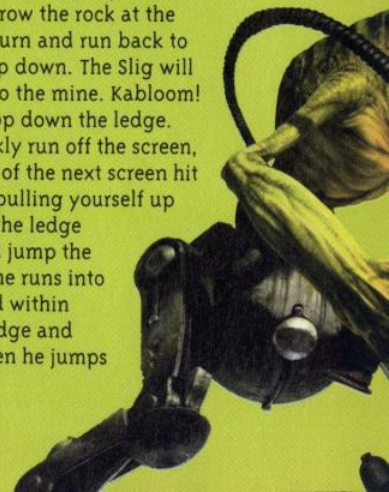 row the rock at the
urn and run back to
p down. The Slig will
o the mine. Kabloom!
op down the ledge.
kly run off the screen,
of the next screen hit
pulling yourself up
he ledge
jump the
ne runs into
d within
dge and
en he jumps